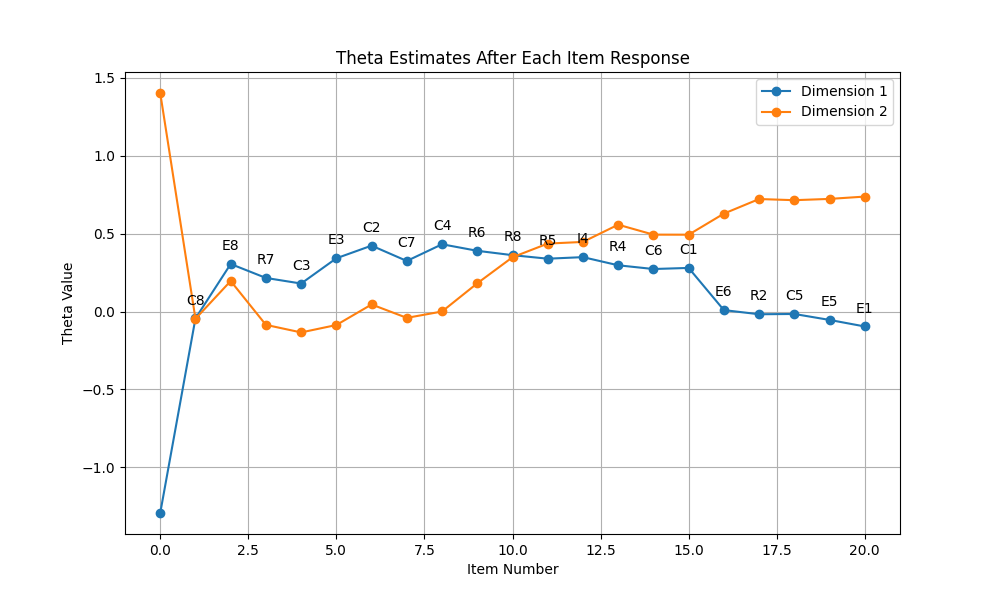 Theta Estimates After Each Item Response
Dimension 1
Dimension 2
1.5
1.0
0.5
0.0
−0.5
−1.0
Theta Value
C8
E8
R7
C3
E3
C2
C7
C4
R6
R8
R5
I4
R4
C6
C1
E6
R2
C5
E5
E1
0.0 2.5 5.0 7.5 10.0 12.5 15.0 17.5 20.0
Item Number